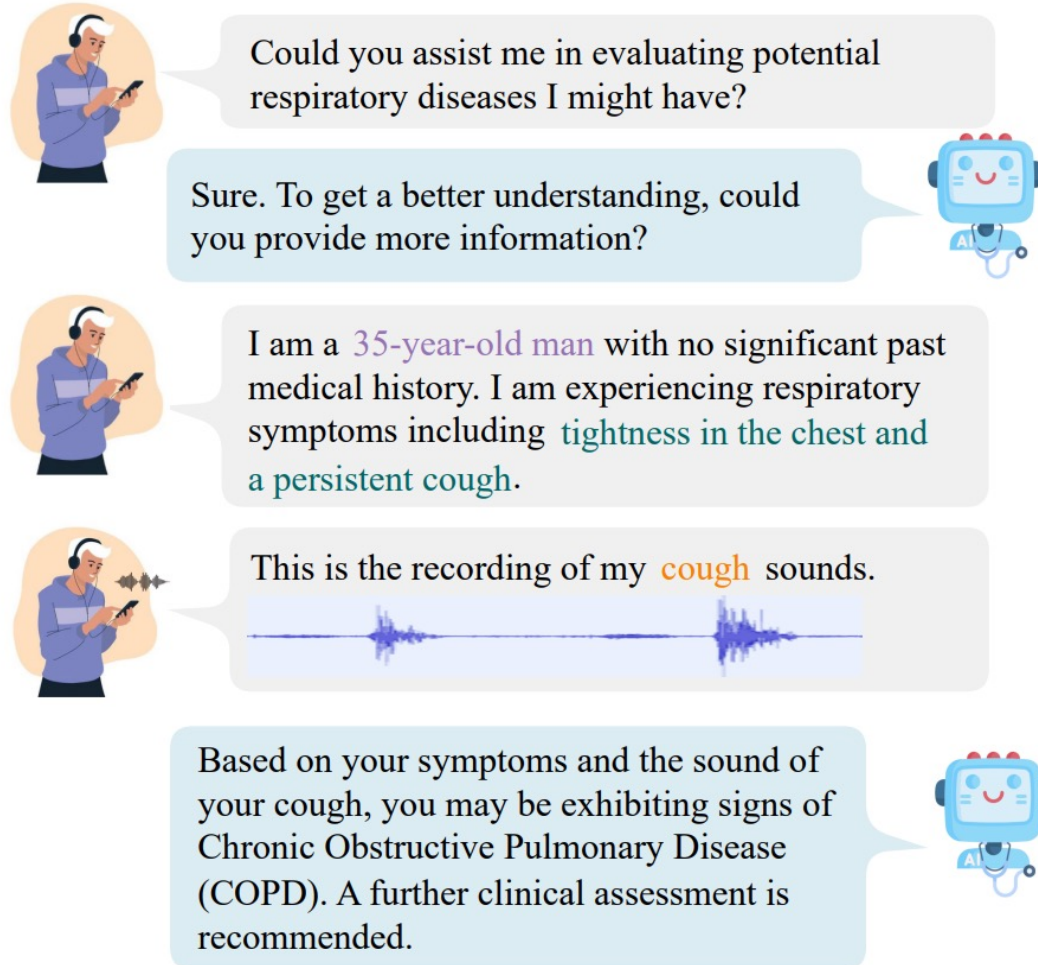 Could you assist me in evaluating potential
respiratory diseases I might have?
Sure. To get a better understanding, could
you provide more information?
AI
I am a 35-year-old man with no significant past
medical history. I am experiencing respiratory
symptoms including tightness in the chest and
a persistent cough.
This is the recording of my cough sounds.
Based on your symptoms and the sound of
your cough, you may be exhibiting signs of
Chronic Obstructive Pulmonary Disease
(COPD). A further clinical assessment is
recommended.
AI